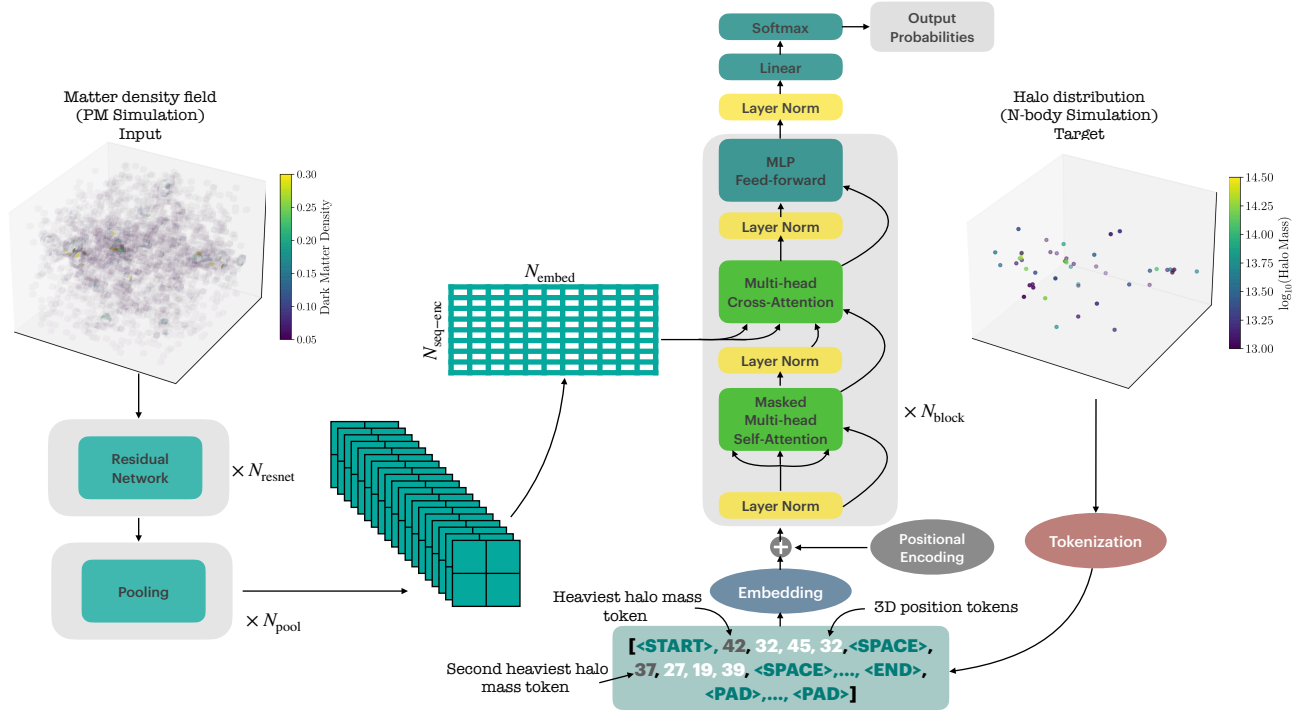 Softmax
Output
Probabilities
Linear
Layer Norm
Matter density field
(PM Simulation)
Input
0.30
0.25
0.20
0.15
0.10
0.05
Dark Matter Density
Residual
Network
× N_resnet
Pooling
× N_pool
N_embed
N_seq−enc
MLP
Feed-forward
Layer Norm
Multi-head
Cross-Attention
Layer Norm
Masked
Multi-head
Self-Attention
Layer Norm
× N_block
+
Positional
Encoding
Embedding
Halo distribution
(N-body Simulation)
Target
14.50
14.25
14.00
13.75
13.50
13.25
13.00
log₁₀(Halo Mass)
Tokenization
Heaviest halo mass
token
3D position tokens
Second heaviest halo
mass token
[<START>, 42, 32, 45, 32,<SPACE>,
37, 27, 19, 39, <SPACE>,..., <END>,
<PAD>,..., <PAD>]